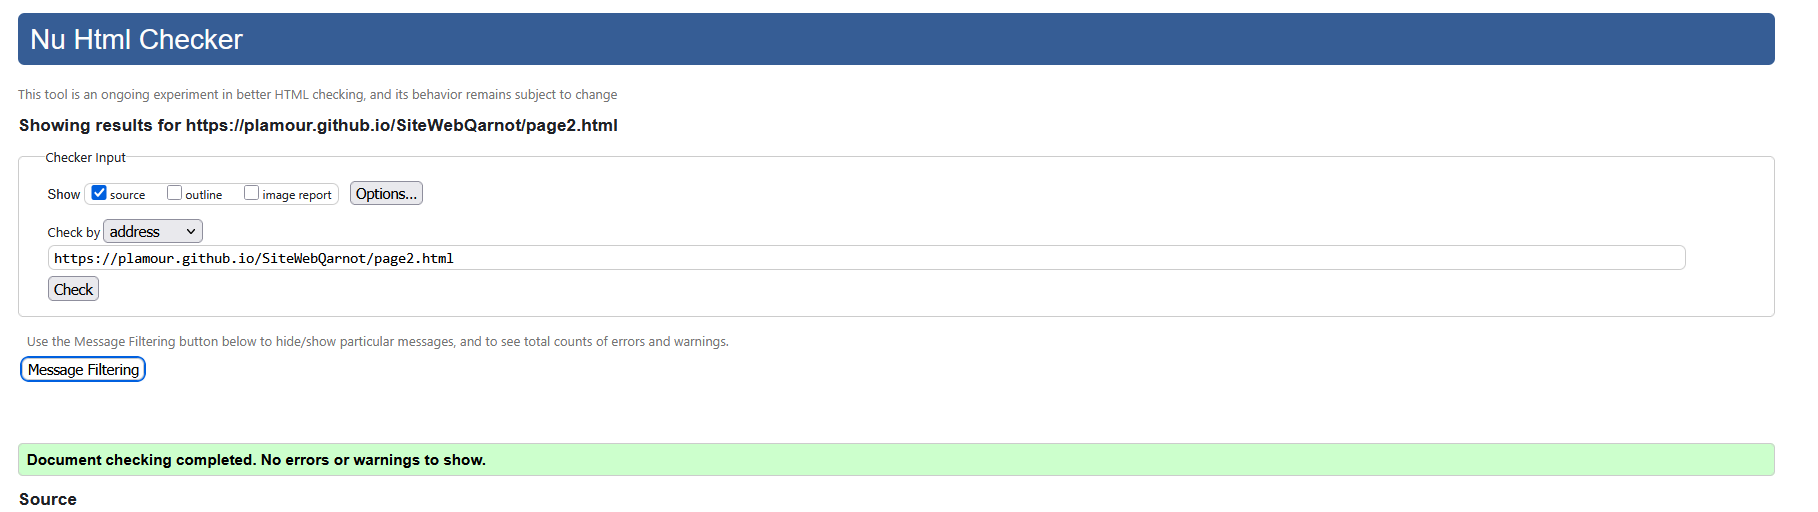 Nu Html Checker
This tool is an ongoing experiment in better HTML checking, and its behavior remains subject to change
Showing results for https://plamour.github.io/SiteWebQarnot/page2.html
Checker Input
Show source outline image report Options...
Check by address
https://plamour.github.io/SiteWebQarnot/page2.html
Check
Use the Message Filtering button below to hide/show particular messages, and to see total counts of errors and warnings.
Message Filtering
Document checking completed. No errors or warnings to show.
Source